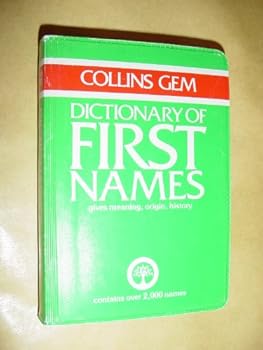 COLLINS GEM
DICTIONARY OF
FIRST
NAMES
gives meaning, origin, history
contains over 2,000 names